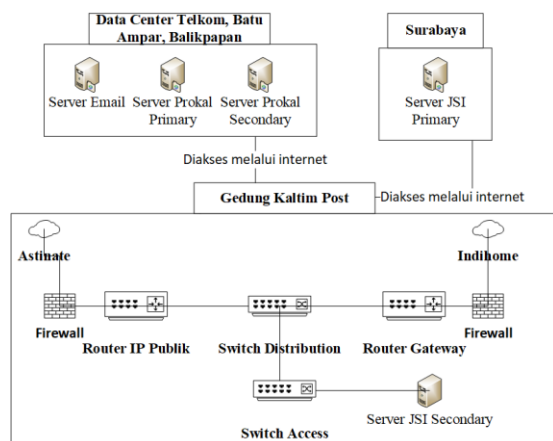 Data Center Telkom, Batu
Ampar, Balikpapan
Surabaya
Server Email
Server Prokal
Primary
Server Prokal
Secondary
Server JSI
Primary
Diakses melalui internet
Gedung Kaltim Post
Diakses melalui internet
Astinate
Indihome
Firewall
Router IP Publik
Switch Distribution
Router Gateway
Firewall
Server JSI Secondary
Switch Access